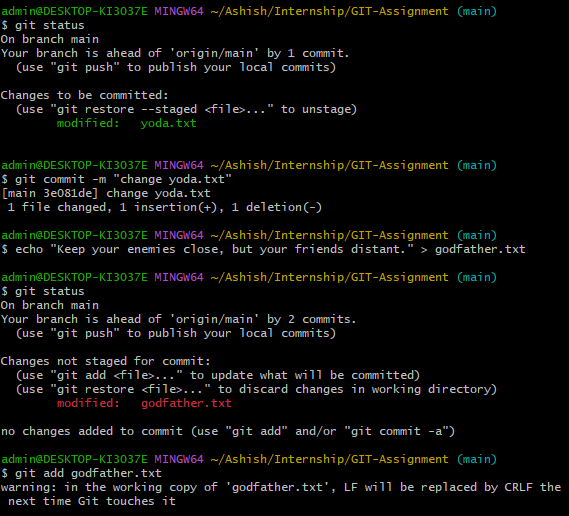 admin@DESKTOP-KI3037E MINGW64 ~/Ashish/Internship/GIT-Assignment (main)
$ git status
On branch main
Your branch is ahead of 'origin/main' by 1 commit.
  (use "git push" to publish your local commits)
Changes to be committed:
  (use "git restore --staged <file>..." to unstage)
        modified:   yoda.txt
admin@DESKTOP-KI3037E MINGW64 ~/Ashish/Internship/GIT-Assignment (main)
$ git commit -m "change yoda.txt"
[main 3e081de] change yoda.txt
 1 file changed, 1 insertion(+), 1 deletion(-)
admin@DESKTOP-KI3037E MINGW64 ~/Ashish/Internship/GIT-Assignment (main)
$ echo "Keep your enemies close, but your friends distant." > godfather.txt
admin@DESKTOP-KI3037E MINGW64 ~/Ashish/Internship/GIT-Assignment (main)
$ git status
On branch main
Your branch is ahead of 'origin/main' by 2 commits.
  (use "git push" to publish your local commits)
Changes not staged for commit:
  (use "git add <file>..." to update what will be committed)
  (use "git restore <file>..." to discard changes in working directory)
        modified:   godfather.txt
no changes added to commit (use "git add" and/or "git commit -a")
admin@DESKTOP-KI3037E MINGW64 ~/Ashish/Internship/GIT-Assignment (main)
$ git add godfather.txt
warning: in the working copy of 'godfather.txt', LF will be replaced by CRLF the
 next time Git touches it